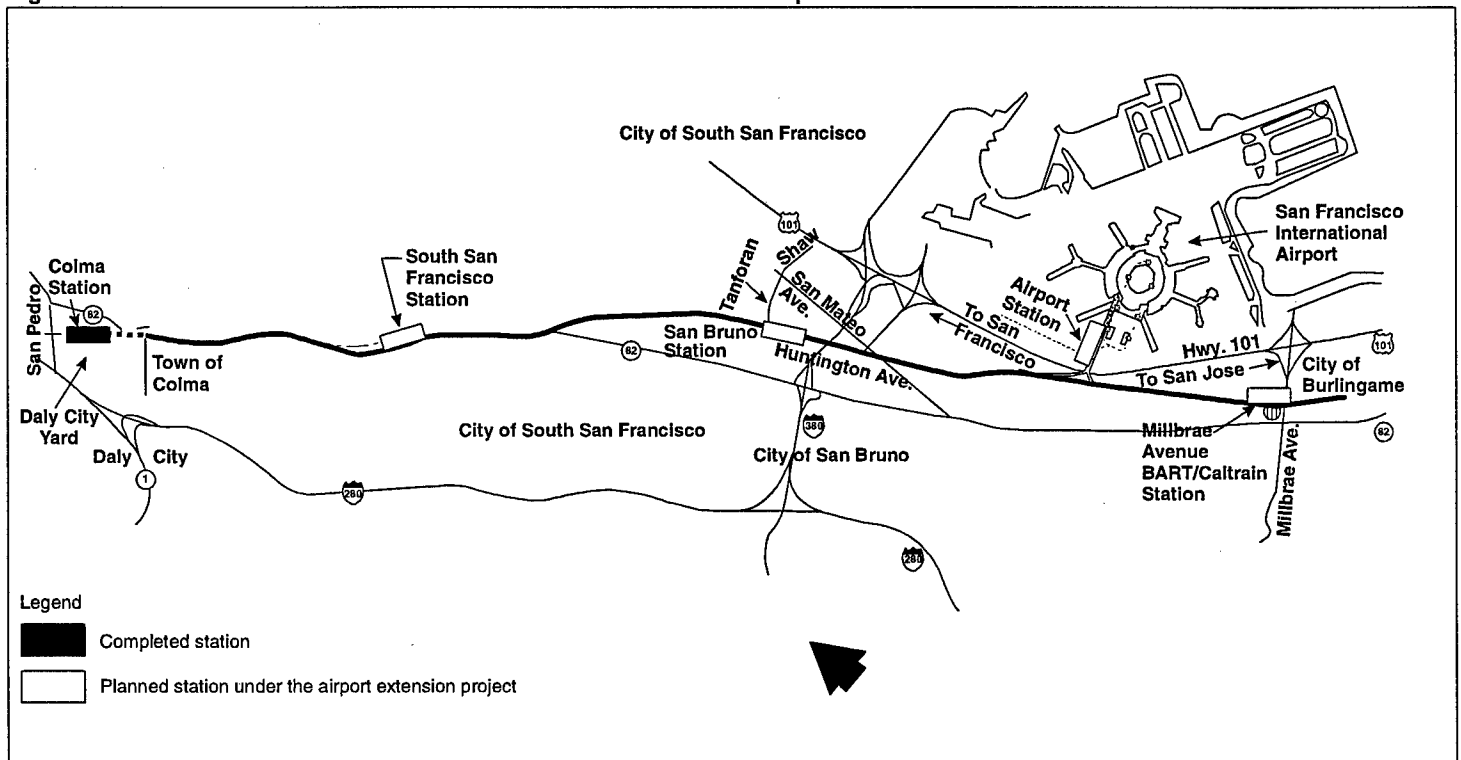 City of South San Francisco
101
Shaw
Tanforan
San Mateo
Ave.
San Francisco
International
Airport
Airport
Station
To San
Francisco
Hwy. 101
101
To San Jose
City of
Burlingame
Colma
Station
82
San Pedro
South San
Francisco
Station
San Bruno
Station
Huntington Ave.
82
Town of
Colma
Daly City
Yard
Daly City
1
280
City of South San Francisco
380
City of San Bruno
280
Millbrae
Avenue
BART/Caltrain
Station
Millbrae Ave.
82
Legend
Completed station
Planned station under the airport extension project